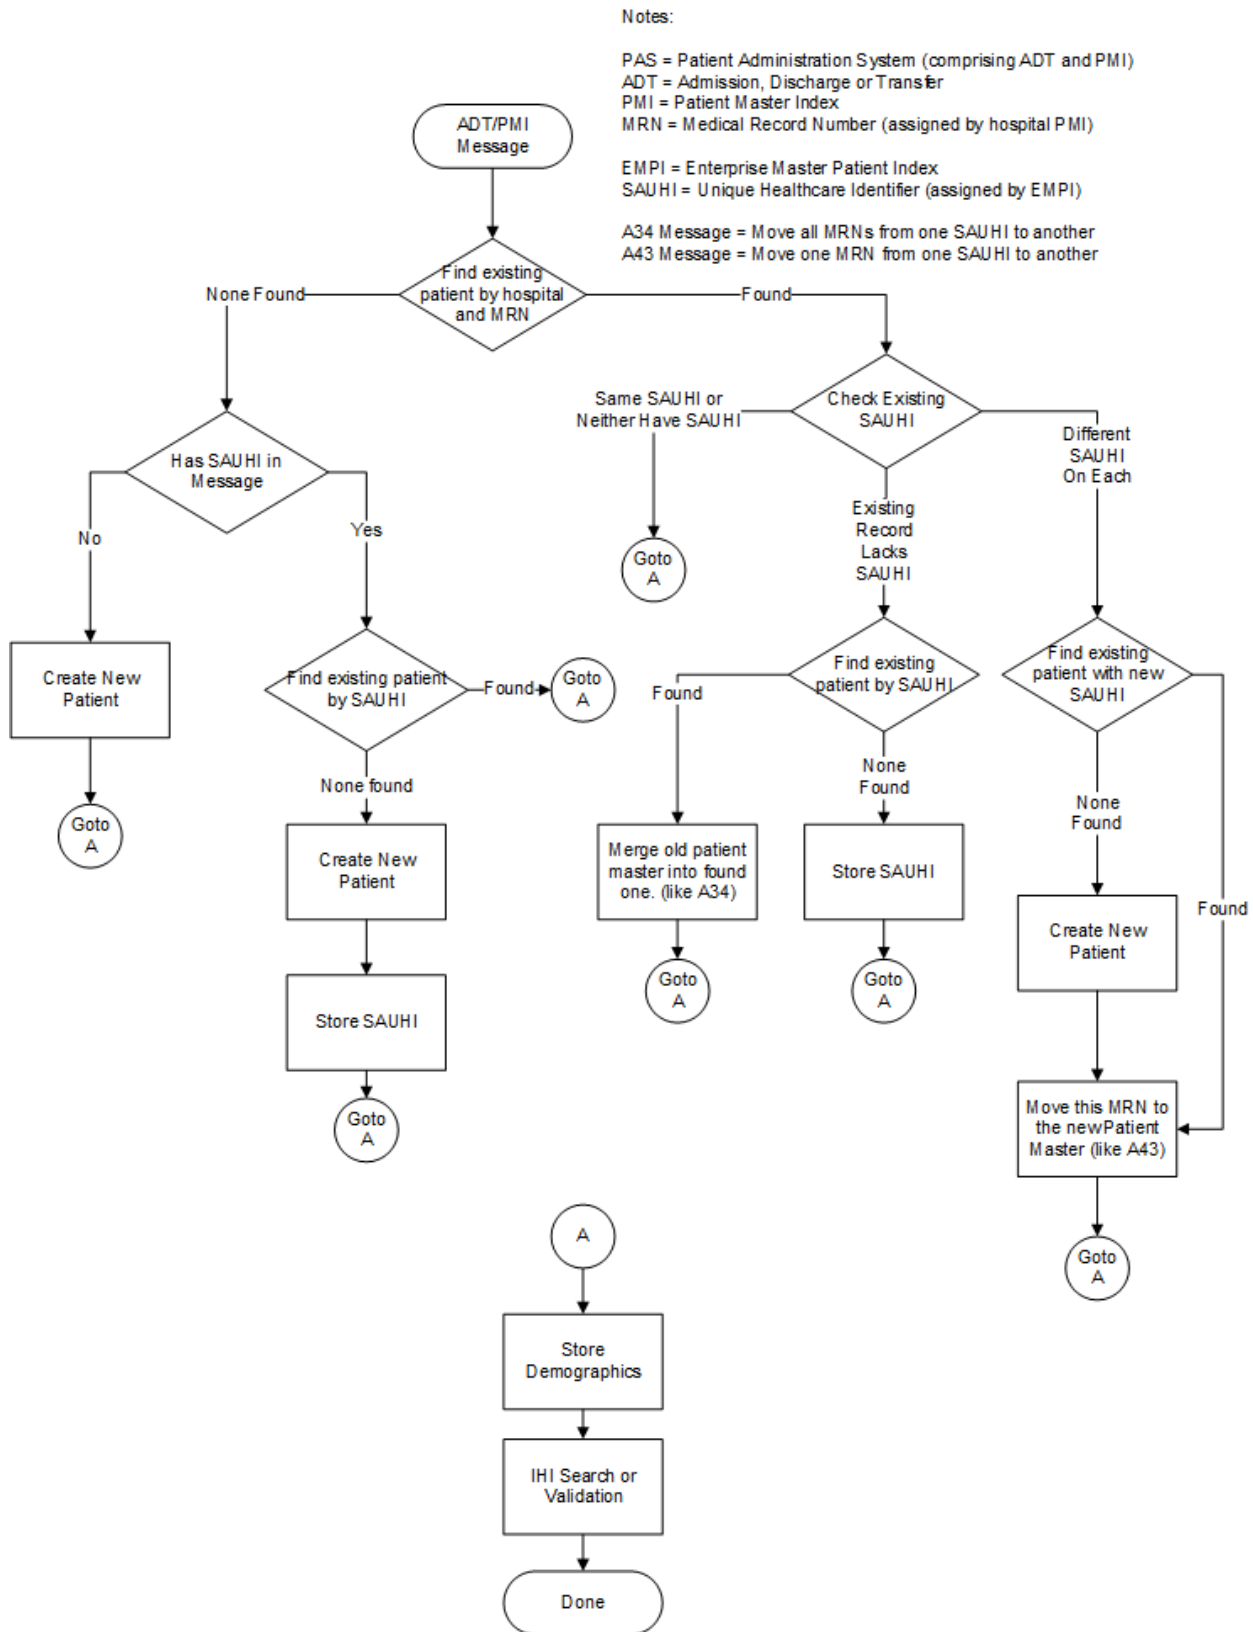 Notes:
PAS = Patient Administration System (comprising ADT and PMI)
ADT = Admission, Discharge or Transfer
PMI = Patient Master Index
MRN = Medical Record Number (assigned by hospital PMI)
EMPI = Enterprise Master Patient Index
SAUHI = Unique Healthcare Identifier (assigned by EMPI)
A34 Message = Move all MRNs from one SAUHI to another
A43 Message = Move one MRN from one SAUHI to another
ADT/PMI
Message
Find existing
patient by hospital
and MRN
None Found
Found
Has SAUHI in
Message
No
Yes
Create New
Patient
Goto
A
Find existing patient
by SAUHI
Found
Goto
A
None found
Create New
Patient
Store SAUHI
Goto
A
Check Existing
SAUHI
Same SAUHI or
Neither Have SAUHI
Goto
A
Existing
Record
Lacks
SAUHI
Different
SAUHI
On Each
Find existing
patient by SAUHI
Found
None
Found
Merge old patient
master into found
one. (like A34)
Goto
A
Store SAUHI
Goto
A
Find existing
patient with new
SAUHI
None
Found
Found
Create New
Patient
Move this MRN to
the new Patient
Master (like A43)
Goto
A
A
Store
Demographics
IHI Search or
Validation
Done